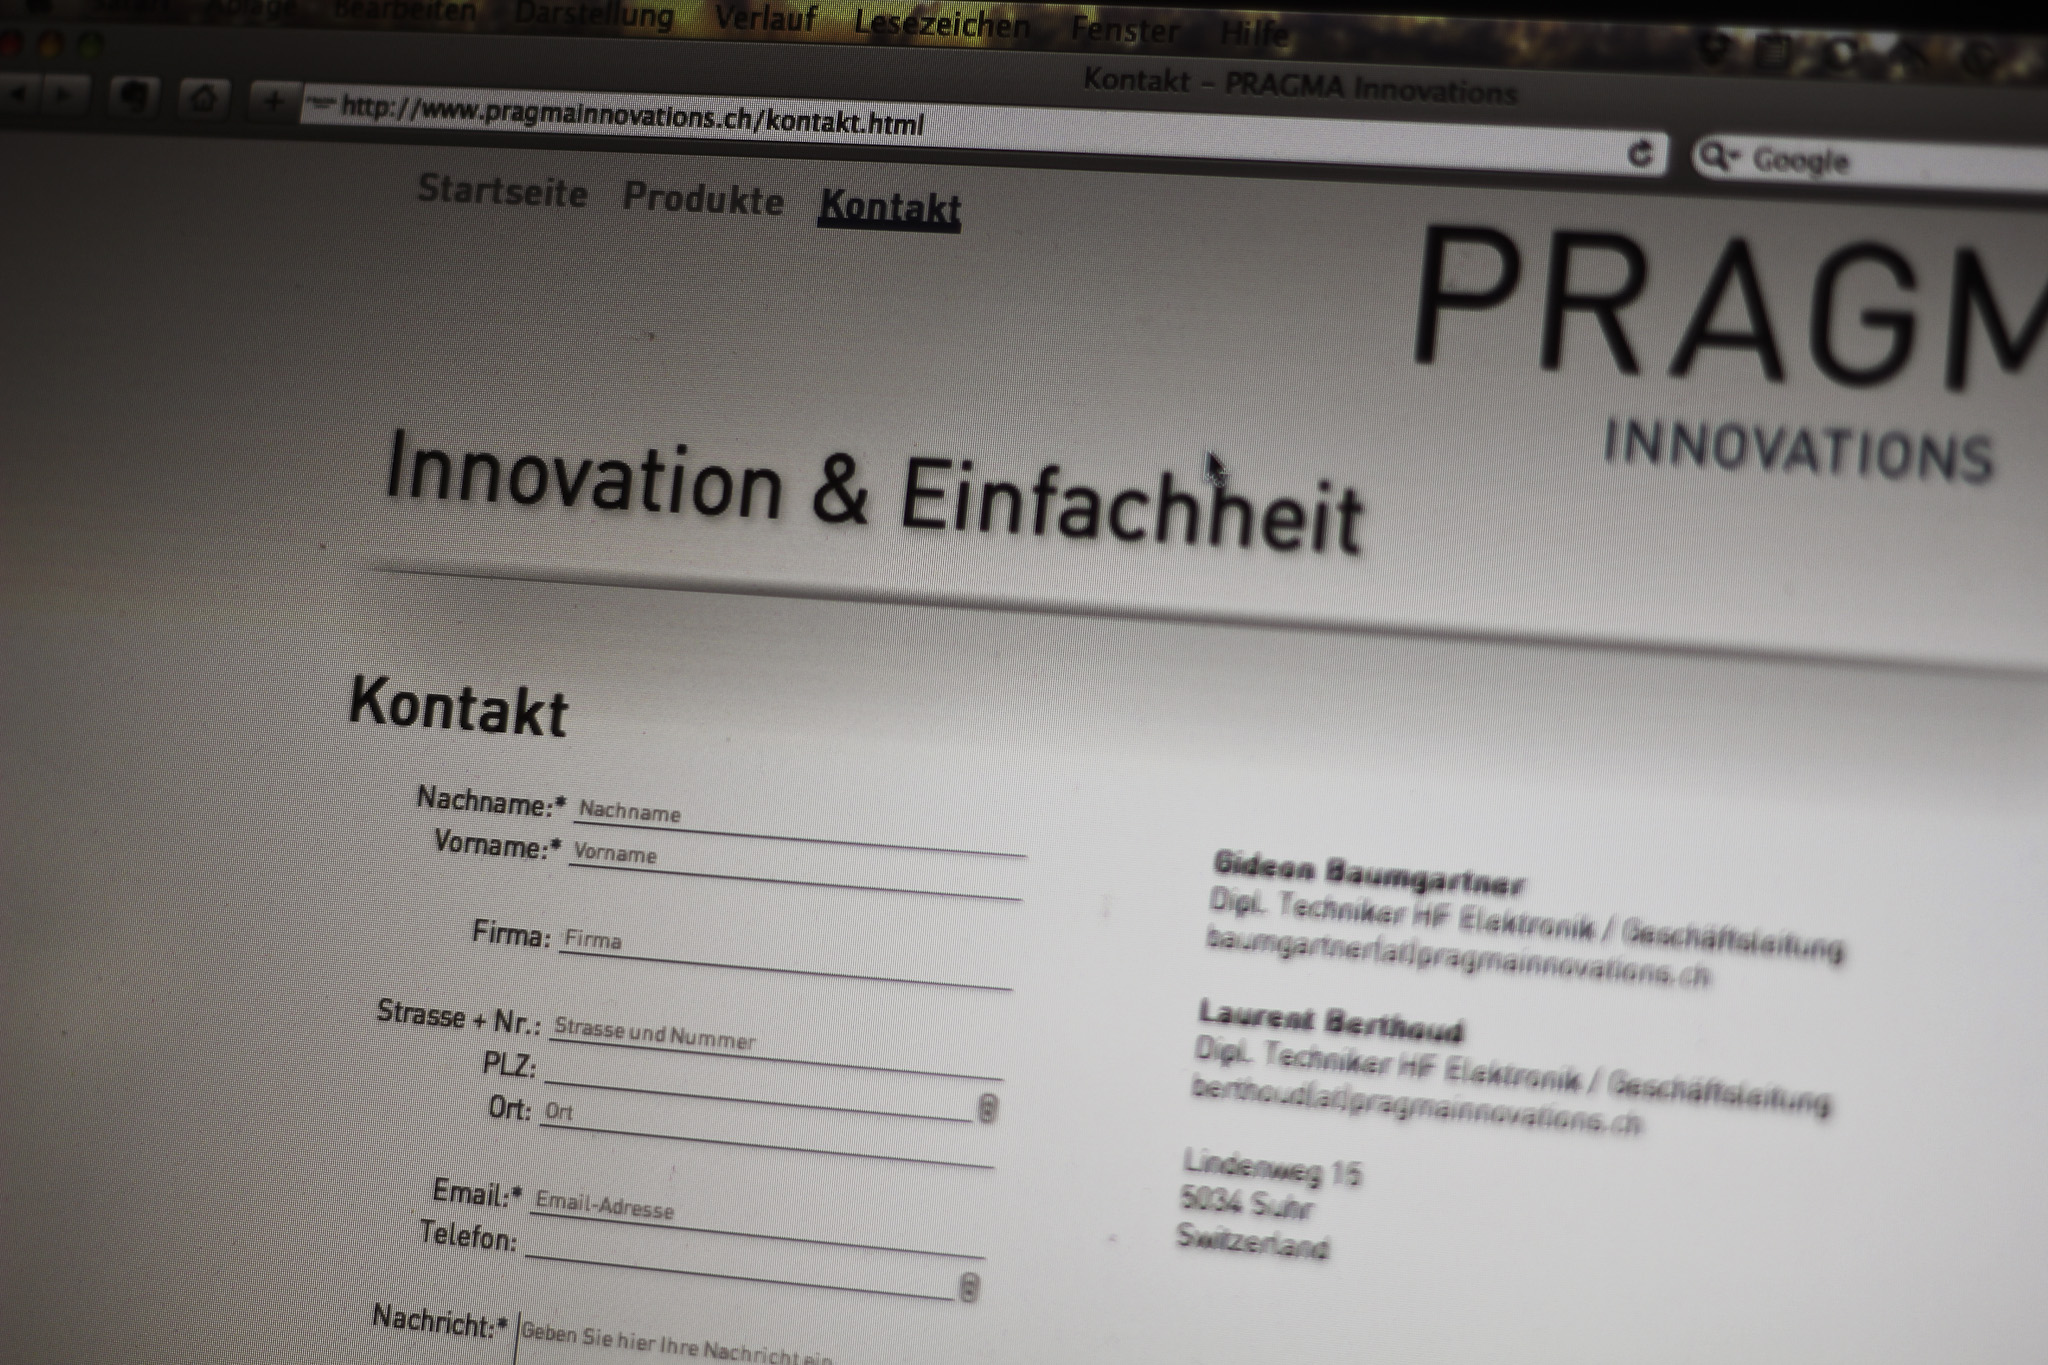 Ablage Bearbeiten Darstellung Verlauf Lesezeichen Fenster Hilfe
Kontakt – PRAGMA Innovations
http://www.pragmainnovations.ch/kontakt.html
Google
Startseite Produkte Kontakt
PRAGM
INNOVATIONS
Innovation & Einfachheit
Kontakt
Nachname:* Nachname
Vorname:* Vorname
Firma: Firma
Strasse + Nr.: Strasse und Nummer
PLZ:
Ort: Ort
Email:* Email-Adresse
Telefon:
Nachricht:* Geben Sie hier Ihre Nachricht ein
Gideon Baumgartner
Dipl. Techniker HF Elektronik / Geschäftsleitung
baumgartner[at]pragmainnovations.ch
Laurent Berthoud
Dipl. Techniker HF Elektronik / Geschäftsleitung
berthoud[at]pragmainnovations.ch
Lindenweg 15
5034 Suhr
Switzerland